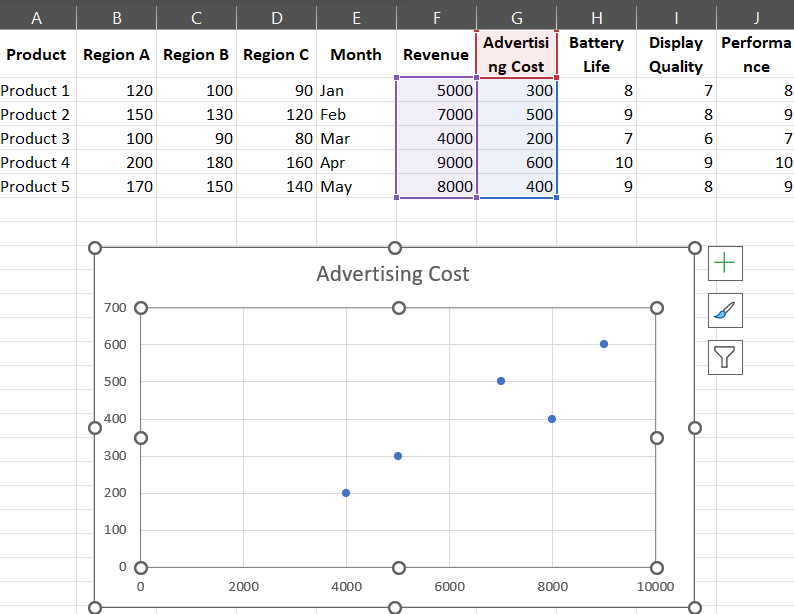 A B C D E F G H I J
Product Region A Region B Region C Month Revenue Advertisi ng Cost Battery Life Display Quality Performa nce
Product 1 120 100 90 Jan 5000 300 8 7 8
Product 2 150 130 120 Feb 7000 500 9 8 9
Product 3 100 90 80 Mar 4000 200 7 6 7
Product 4 200 180 160 Apr 9000 600 10 9 10
Product 5 170 150 140 May 8000 400 9 8 9
Advertising Cost
700
600
500
400
300
200
100
0
0 2000 4000 6000 8000 10000